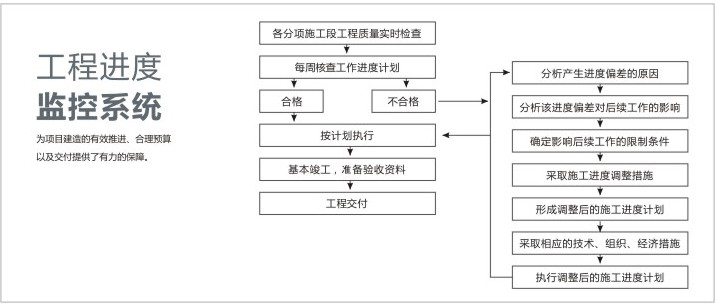 工程进度
监控系统
为项目建造的有效推进、合理预算
以及交付提供了有力的保障。
各分项施工段工程质量实时检查
每周核查工作进度计划
合格
不合格
按计划执行
基本竣工，准备验收资料
工程交付
分析产生进度偏差的原因
分析该进度偏差对后续工作的影响
确定影响后续工作的限制条件
采取施工进度调整措施
形成调整后的施工进度计划
采取相应的技术、组织、经济措施
执行调整后的施工进度计划